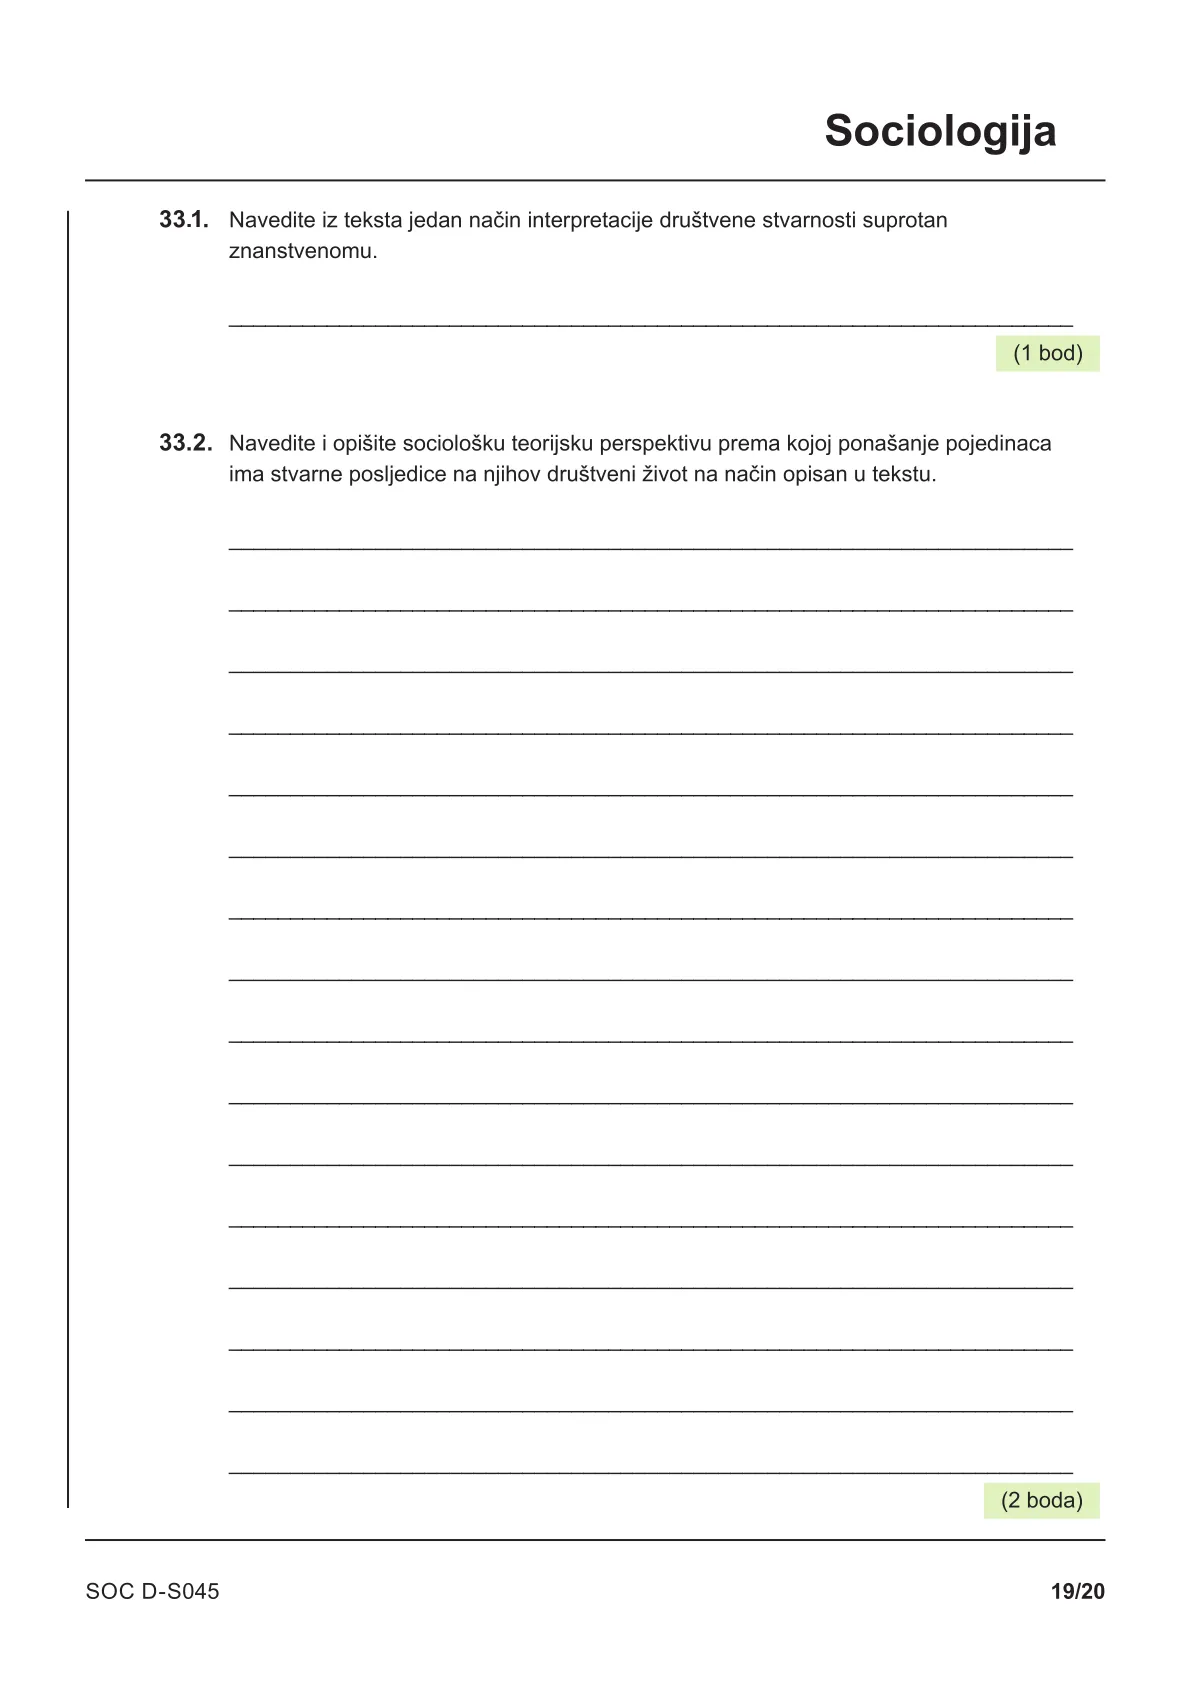 Sociologija
33.1. Navedite iz teksta jedan način interpretacije društvene stvarnosti suprotan
znanstvenomu.
(1 bod)
33.2. Navedite i opišite sociološku teorijsku perspektivu prema kojoj ponašanje pojedinaca
ima stvarne posljedice na njihov društveni život na način opisan u tekstu.
(2 boda)
SOC D-S045
19/20